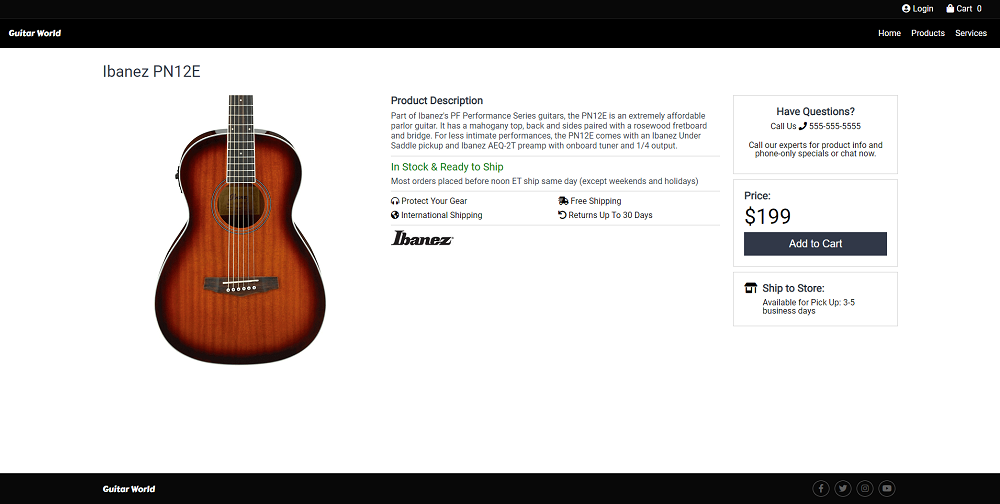 Login Cart 0
Guitar World Home Products Services
Ibanez PN12E
Product Description
Part of Ibanez's PF Performance Series guitars, the PN12E is an extremely affordable
parlor guitar. It has a mahogany top, back and sides paired with a rosewood fretboard
and bridge. For less intimate performances, the PN12E comes with an Ibanez Under
Saddle pickup and Ibanez AEQ-2T preamp with onboard tuner and 1/4 output.
In Stock & Ready to Ship
Most orders placed before noon ET ship same day (except weekends and holidays)
Protect Your Gear Free Shipping
International Shipping Returns Up To 30 Days
Ibanez
Have Questions?
Call Us 555-555-5555
Call our experts for product info and
phone-only specials or chat now.
Price:
$199
Add to Cart
Ship to Store:
Available for Pick Up: 3-5
business days
Guitar World